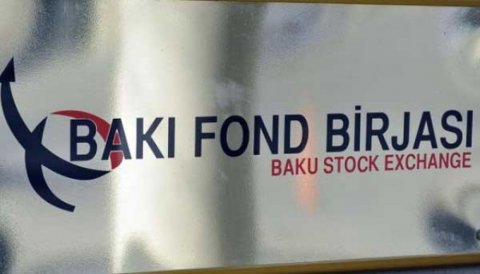 BAKI FOND BİRJASI
BAKU STOCK EXCHANGE